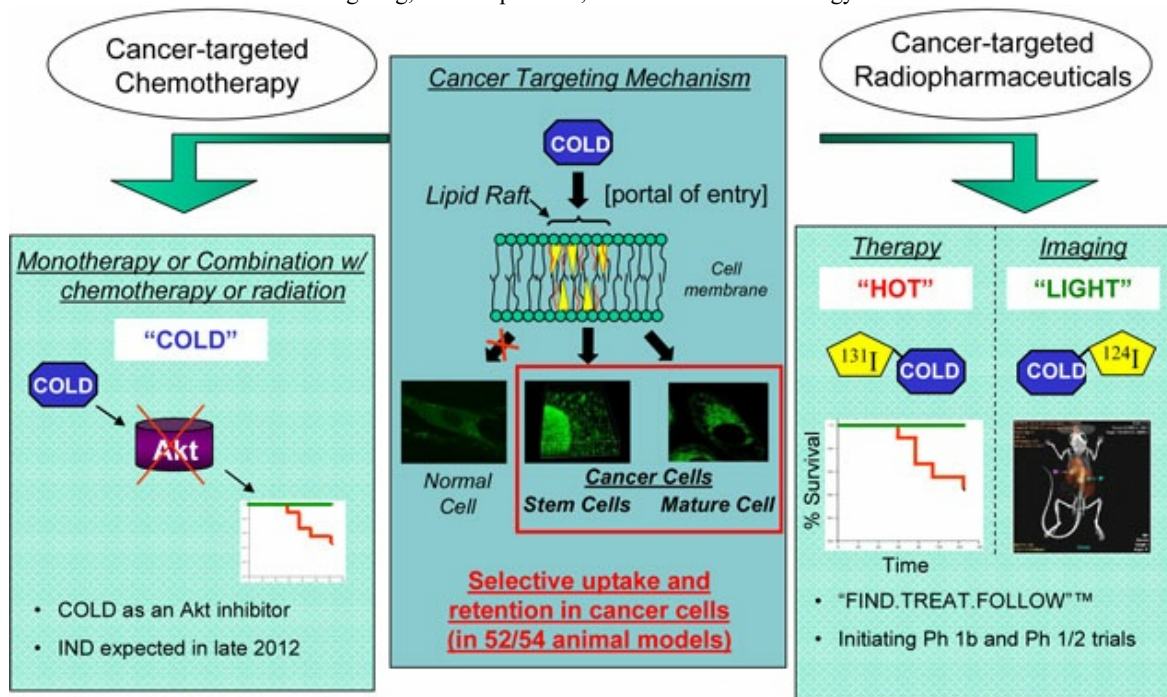 Cancer-targeted
Chemotherapy
Cancer-targeted
Radiopharmaceuticals
Monotherapy or Combination w/
chemotherapy or radiation
“COLD”
COLD
Akt
• COLD as an Akt inhibitor
• IND expected in late 2012
Cancer Targeting Mechanism
COLD
Lipid Raft
[portal of entry]
Cell
membrane
Normal
Cell
Cancer Cells
Stem Cells
Mature Cell
Selective uptake and
retention in cancer cells
(in 52/54 animal models)
Therapy
“HOT”
131I
COLD
% Survival
Time
Imaging
“LIGHT”
COLD
124I
• “FIND.TREAT.FOLLOW”™
• Initiating Ph 1b and Ph 1/2 trials